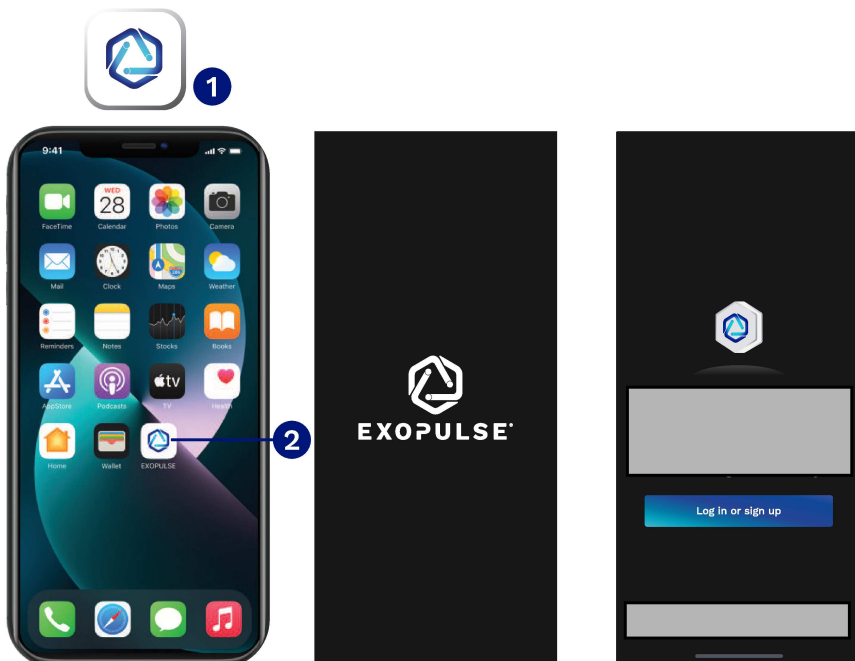 1
9:41
WED
28
FaceTime
Calendar
Photos
Camera
280
Mail
Clock
Maps
Weather
Reminders
Notes
Stocks
Books
tv
AppStore
Podcasts
TV
Health
Home
Wallet
EXOPULSE
2
EXOPULSE
Log in or sign up